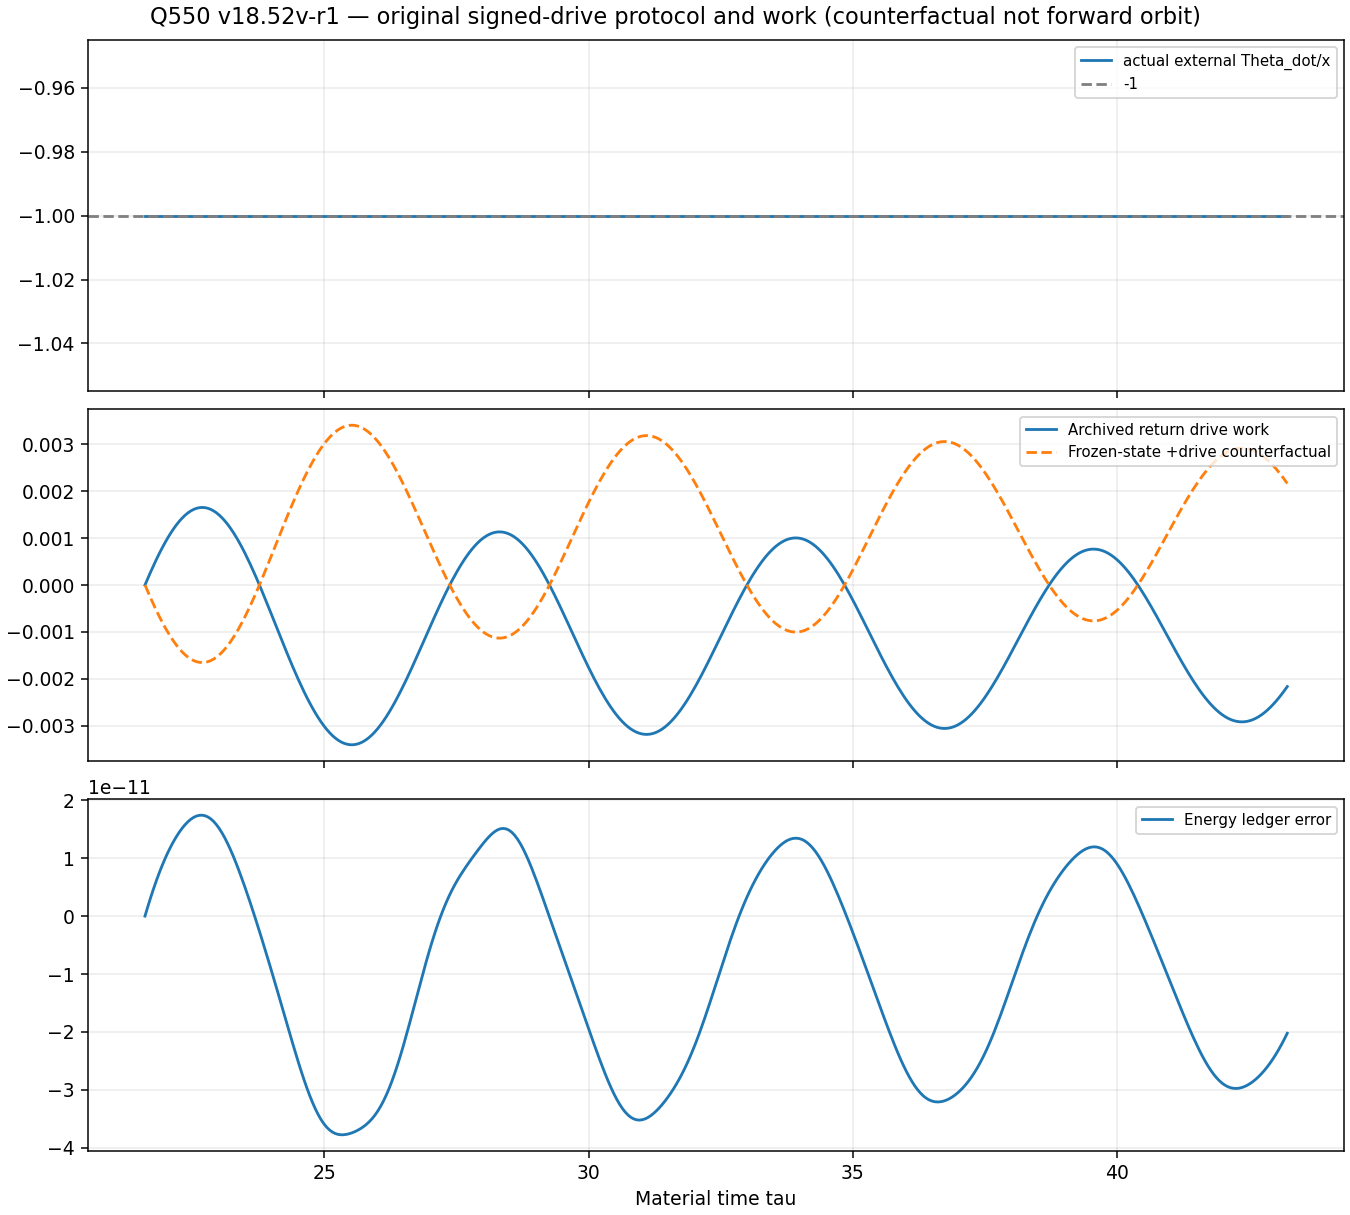 Q550 v18.52v-r1 — original signed-drive protocol and work (counterfactual not forward orbit)
actual external Theta_dot/x
-1
−0.96
−0.98
−1.00
−1.02
−1.04
Archived return drive work
Frozen-state +drive counterfactual
0.003
0.002
0.001
0.000
−0.001
−0.002
−0.003
1e−11
Energy ledger error
2
1
0
−1
−2
−3
−4
25 30 35 40
Material time tau